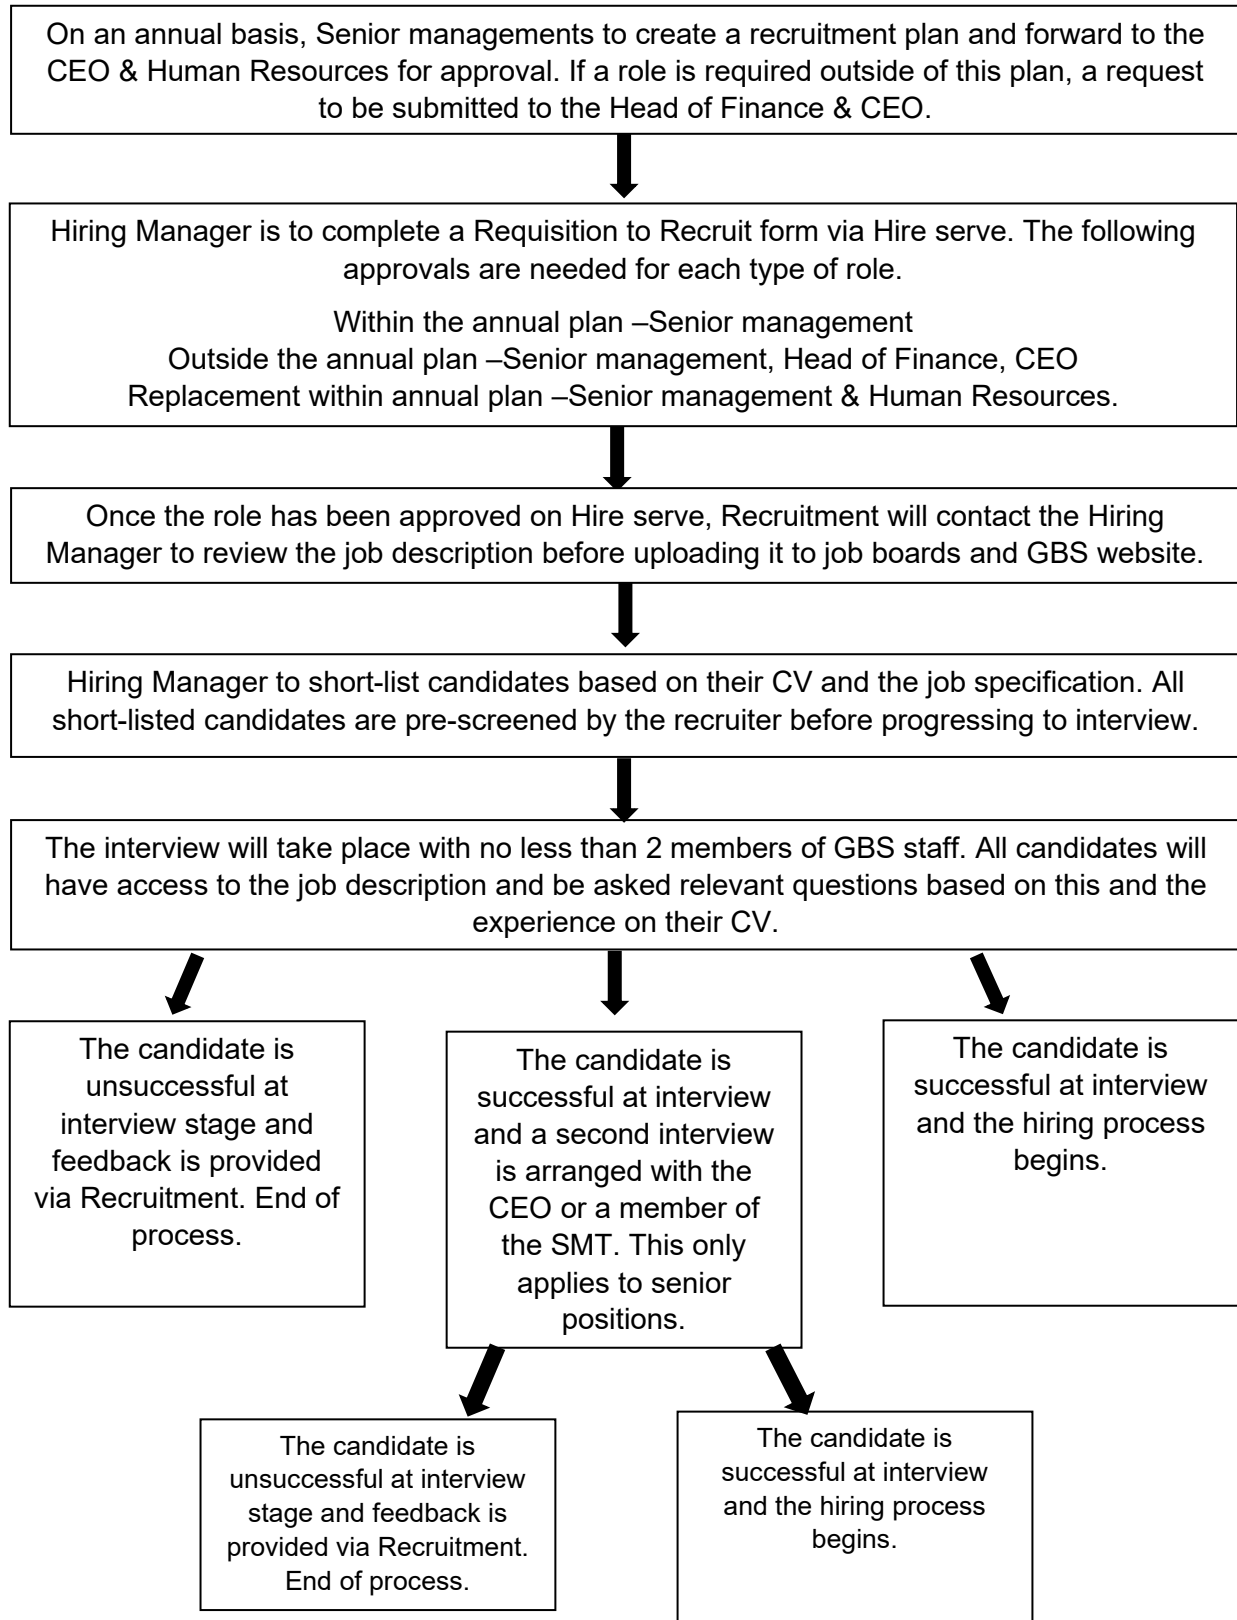 On an annual basis, Senior managements to create a recruitment plan and forward to the
CEO & Human Resources for approval. If a role is required outside of this plan, a request
to be submitted to the Head of Finance & CEO.
Hiring Manager is to complete a Requisition to Recruit form via Hire serve. The following
approvals are needed for each type of role.
Within the annual plan –Senior management
Outside the annual plan –Senior management, Head of Finance, CEO
Replacement within annual plan –Senior management & Human Resources.
Once the role has been approved on Hire serve, Recruitment will contact the Hiring
Manager to review the job description before uploading it to job boards and GBS website.
Hiring Manager to short-list candidates based on their CV and the job specification. All
short-listed candidates are pre-screened by the recruiter before progressing to interview.
The interview will take place with no less than 2 members of GBS staff. All candidates will
have access to the job description and be asked relevant questions based on this and the
experience on their CV.
The candidate is
unsuccessful at
interview stage and
feedback is provided
via Recruitment. End of
process.
The candidate is
successful at interview
and a second interview
is arranged with the
CEO or a member of
the SMT. This only
applies to senior
positions.
The candidate is
successful at interview
and the hiring process
begins.
The candidate is
unsuccessful at interview
stage and feedback is
provided via Recruitment.
End of process.
The candidate is
successful at interview
and the hiring process
begins.